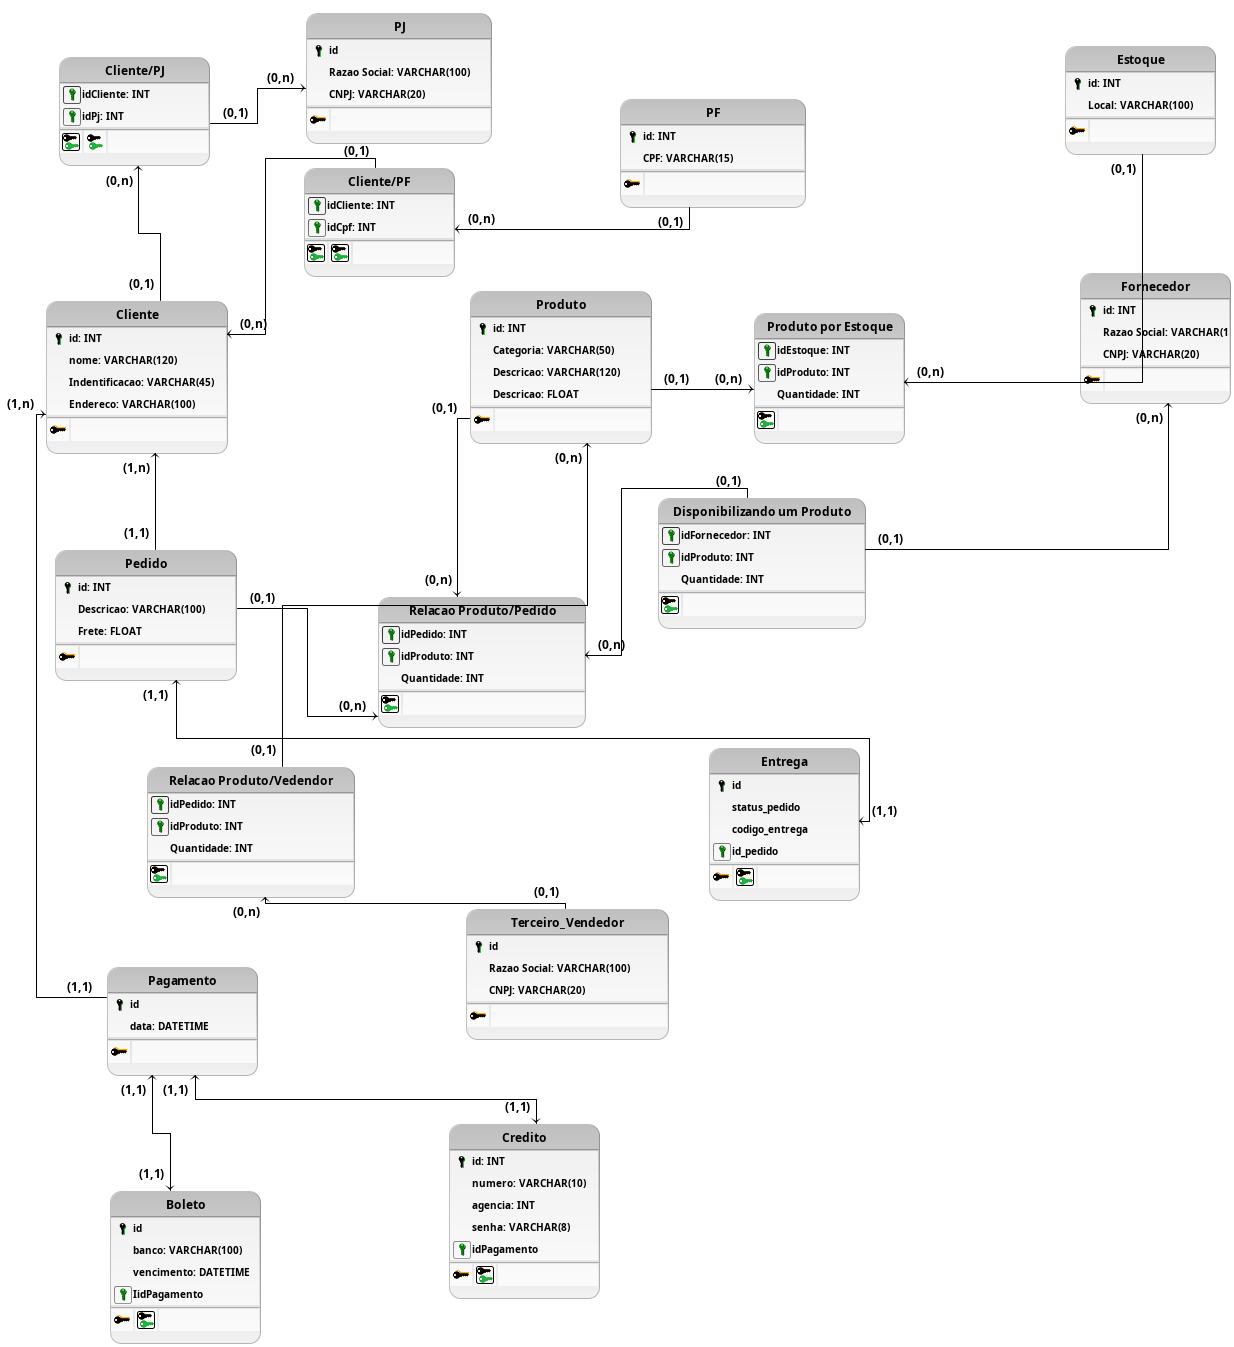 PJ
id
Razao Social: VARCHAR(100)
CNPJ: VARCHAR(20)
Cliente/PJ
idCliente: INT
idPj: INT
(0,1)
(0,n)
Estoque
id: INT
Local: VARCHAR(100)
PF
id: INT
CPF: VARCHAR(15)
(0,1)
Cliente/PF
idCliente: INT
idCpf: INT
(0,n)
(0,1)
(0,n)
(0,1)
(0,1)
(0,n)
Cliente
id: INT
nome: VARCHAR(120)
Indentificacao: VARCHAR(45)
Endereco: VARCHAR(100)
(1,n)
Produto
id: INT
Categoria: VARCHAR(50)
Descricao: VARCHAR(120)
Descricao: FLOAT
(0,1)
(0,n)
Produto por Estoque
idEstoque: INT
idProduto: INT
Quantidade: INT
(0,n)
Fornecedor
id: INT
Razao Social: VARCHAR(1
CNPJ: VARCHAR(20)
(0,n)
(0,1)
(0,n)
(1,n)
(1,1)
(0,1)
Disponibilizando um Produto
idFornecedor: INT
idProduto: INT
Quantidade: INT
(0,1)
Pedido
id: INT
Descricao: VARCHAR(100)
Frete: FLOAT
(0,1)
(0,n)
Relacao Produto/Pedido
idPedido: INT
idProduto: INT
Quantidade: INT
(0,n)
(0,n)
(1,1)
(0,1)
Relacao Produto/Vedendor
idPedido: INT
idProduto: INT
Quantidade: INT
Entrega
id
status_pedido
codigo_entrega
id_pedido
(1,1)
(0,n)
(0,1)
Terceiro_Vendedor
id
Razao Social: VARCHAR(100)
CNPJ: VARCHAR(20)
(1,1)
Pagamento
id
data: DATETIME
(1,1)
(1,1)
(1,1)
(1,1)
Credito
id: INT
numero: VARCHAR(10)
agencia: INT
senha: VARCHAR(8)
idPagamento
Boleto
id
banco: VARCHAR(100)
vencimento: DATETIME
IidPagamento